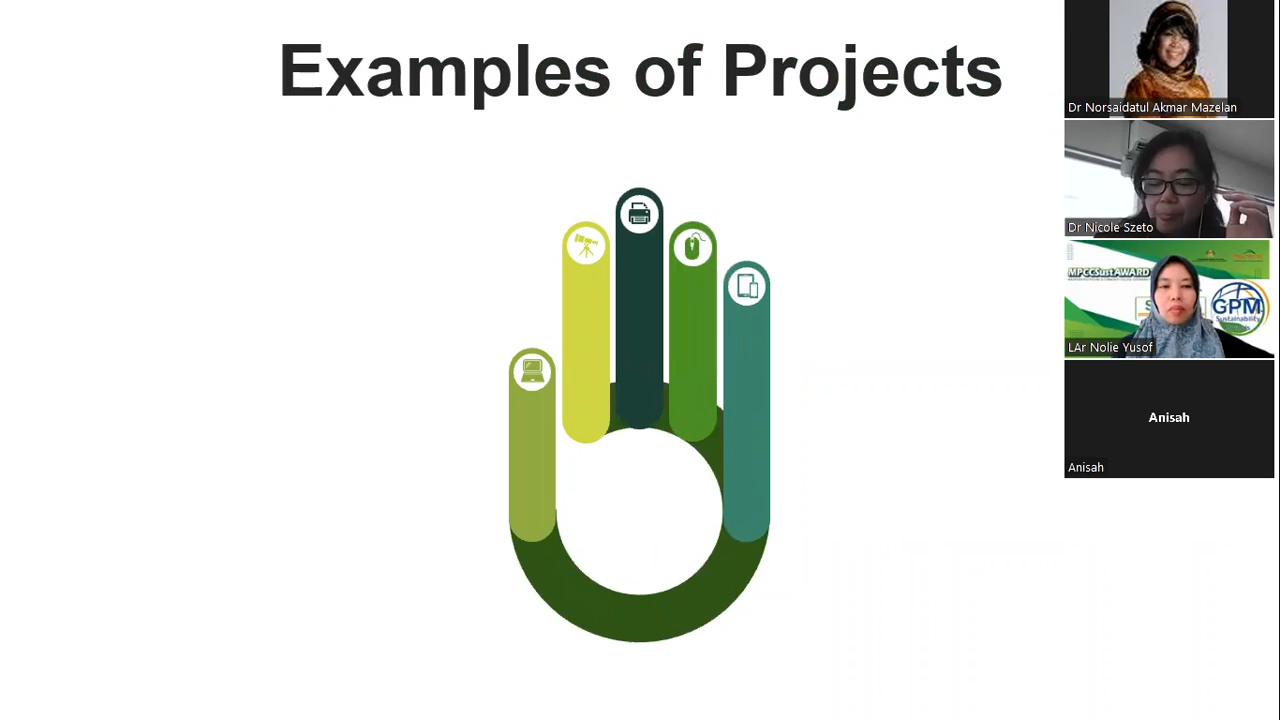 Examples of Projects
Dr Norsaidatul Akmar Mazelan
Dr Nicole Szeto
MPCCSustAWARD
GPM
Sustainability
LAr Nolie Yusof
Anisah
Anisah